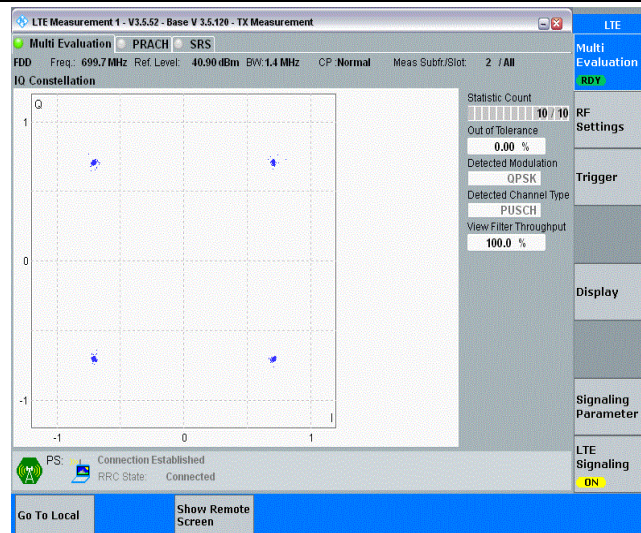 LTE Measurement 1 - V3.5.52 - Base V 3.5.120 - TX Measurement
LTE
Multi Evaluation PRACH SRS
Multi
Evaluation
RDY
FDD Freq.: 699.7 MHz Ref. Level: 40.90 dBm BW: 1.4 MHz CP : Normal Meas Subfr./Slot: 2 / All
IQ Constellation
Q
1
0
-1
-1 0 1
I
Statistic Count
10 / 10
Out of Tolerance
0.00 %
Detected Modulation
QPSK
Detected Channel Type
PUSCH
View Filter Throughput
100.0 %
RF
Settings
Trigger
Display
Signaling
Parameter
LTE
Signaling
ON
PS: Connection Established
RRC State: Connected
Go To Local
Show Remote
Screen